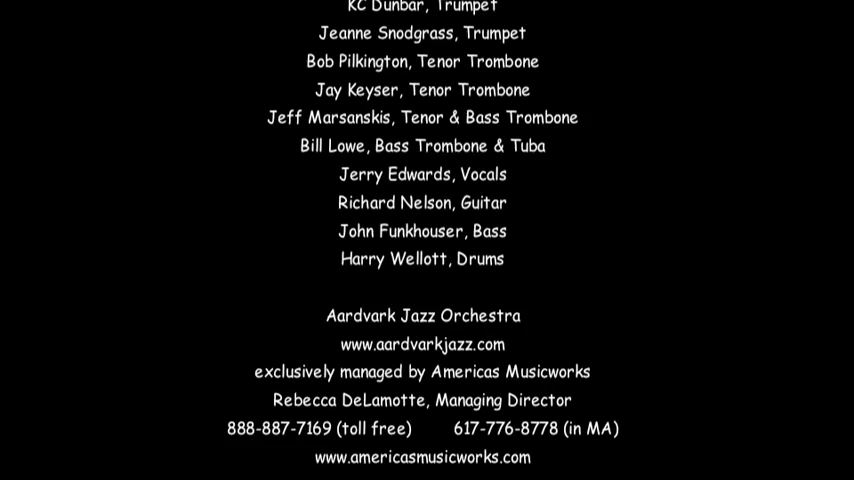 KC Dunbar, Trumpet
Jeanne Snodgrass, Trumpet
Bob Pilkington, Tenor Trombone
Jay Keyser, Tenor Trombone
Jeff Marsanskis, Tenor & Bass Trombone
Bill Lowe, Bass Trombone & Tuba
Jerry Edwards, Vocals
Richard Nelson, Guitar
John Funkhouser, Bass
Harry Wellott, Drums
Aardvark Jazz Orchestra
www.aardvarkjazz.com
exclusively managed by Americas Musicworks
Rebecca DeLamotte, Managing Director
888-887-7169 (toll free) 617-776-8778 (in MA)
www.americasmusicworks.com